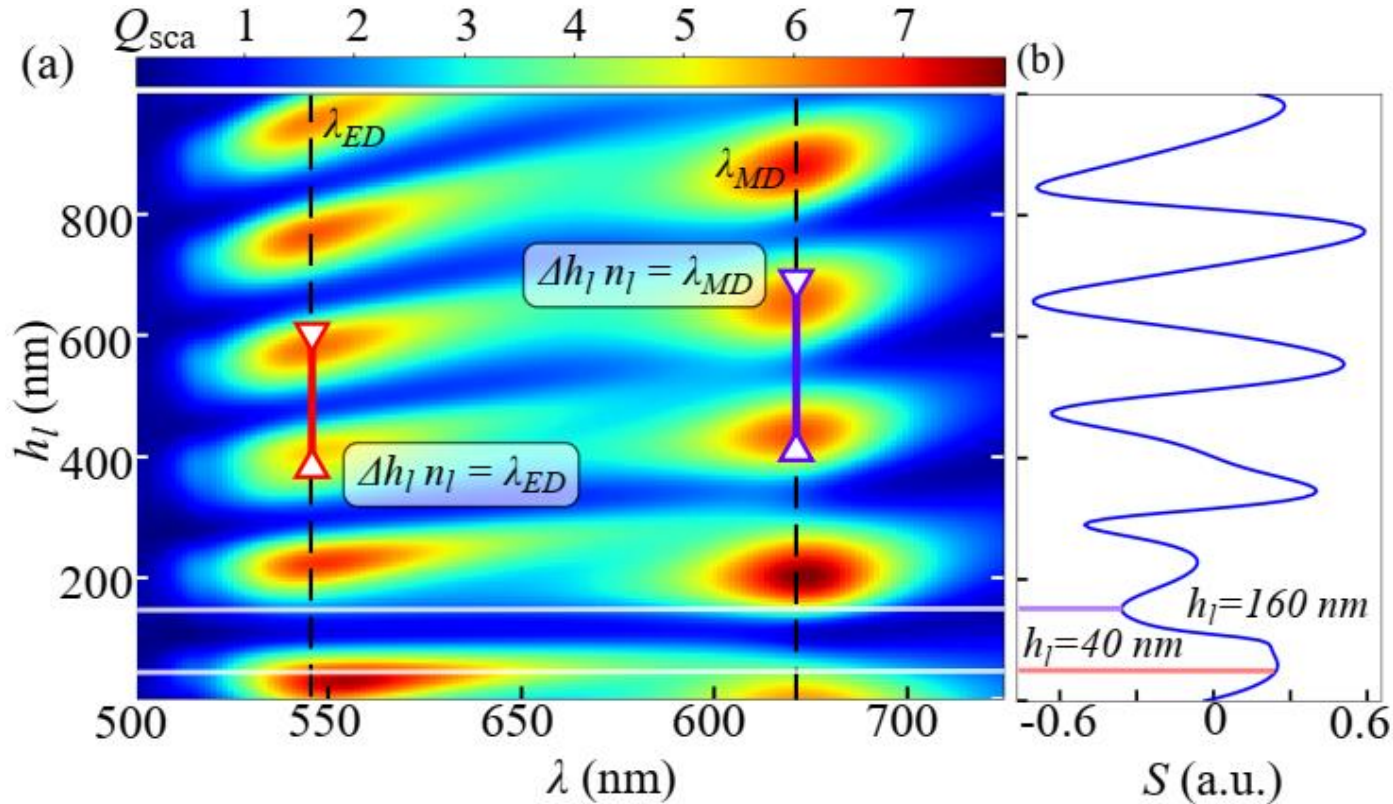 Q_sca 1 2 3 4 5 6 7
(a)
(b)
λ_ED
λ_MD
Δh_l n_l = λ_MD
Δh_l n_l = λ_ED
h_l (nm)
800
600
400
200
500 550 650 600 700
λ (nm)
h_l=160 nm
h_l=40 nm
-0.6 0 0.6
S (a.u.)